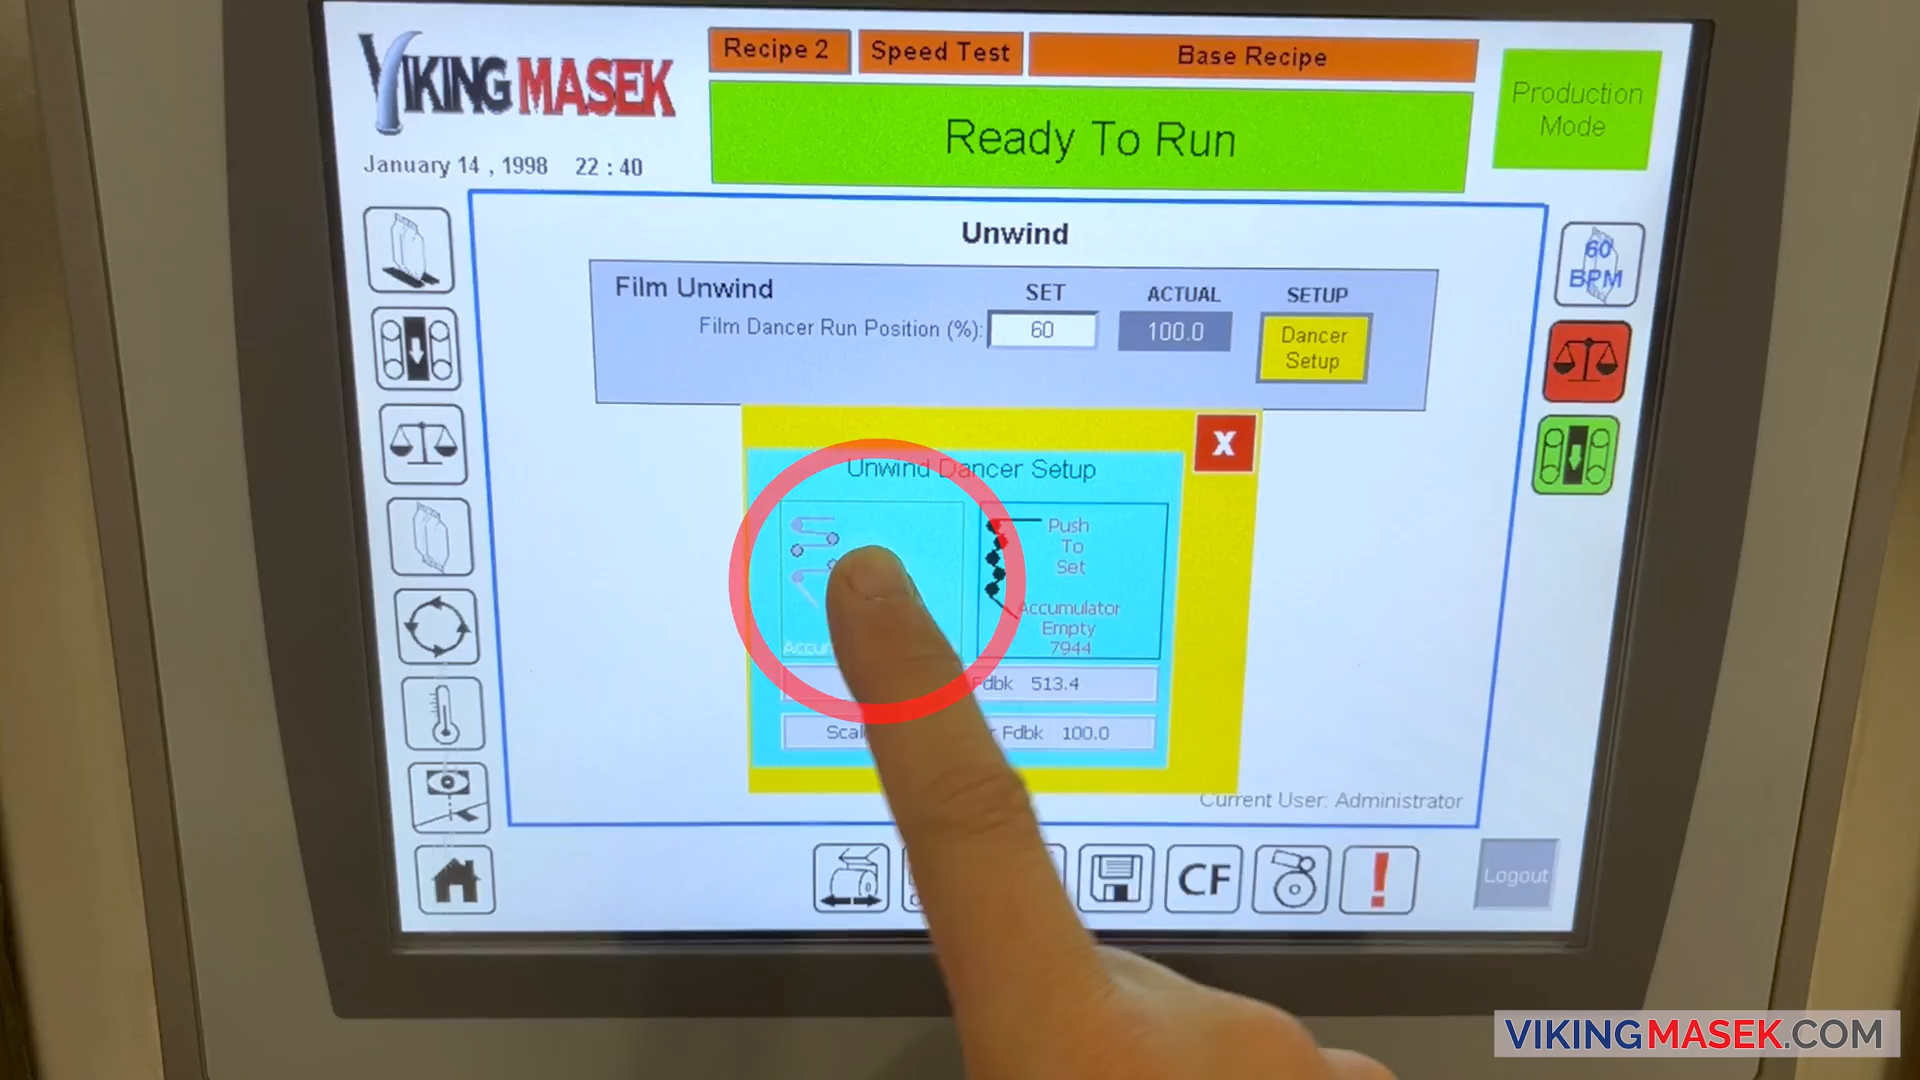 VIKING MASEK
January 14 , 1998 22 : 40
Recipe 2
Speed Test
Base Recipe
Ready To Run
Production
Mode
Unwind
Film Unwind
SET
ACTUAL
SETUP
Film Dancer Run Position (%):
60
100.0
Dancer
Setup
60
BPM
X
Unwind Dancer Setup
Push
To
Set
Accumulator
Empty
7944
Fdbk 513.4
Fdbk 100.0
Current User: Administrator
CF
!
Logout
VIKINGMASEK.COM